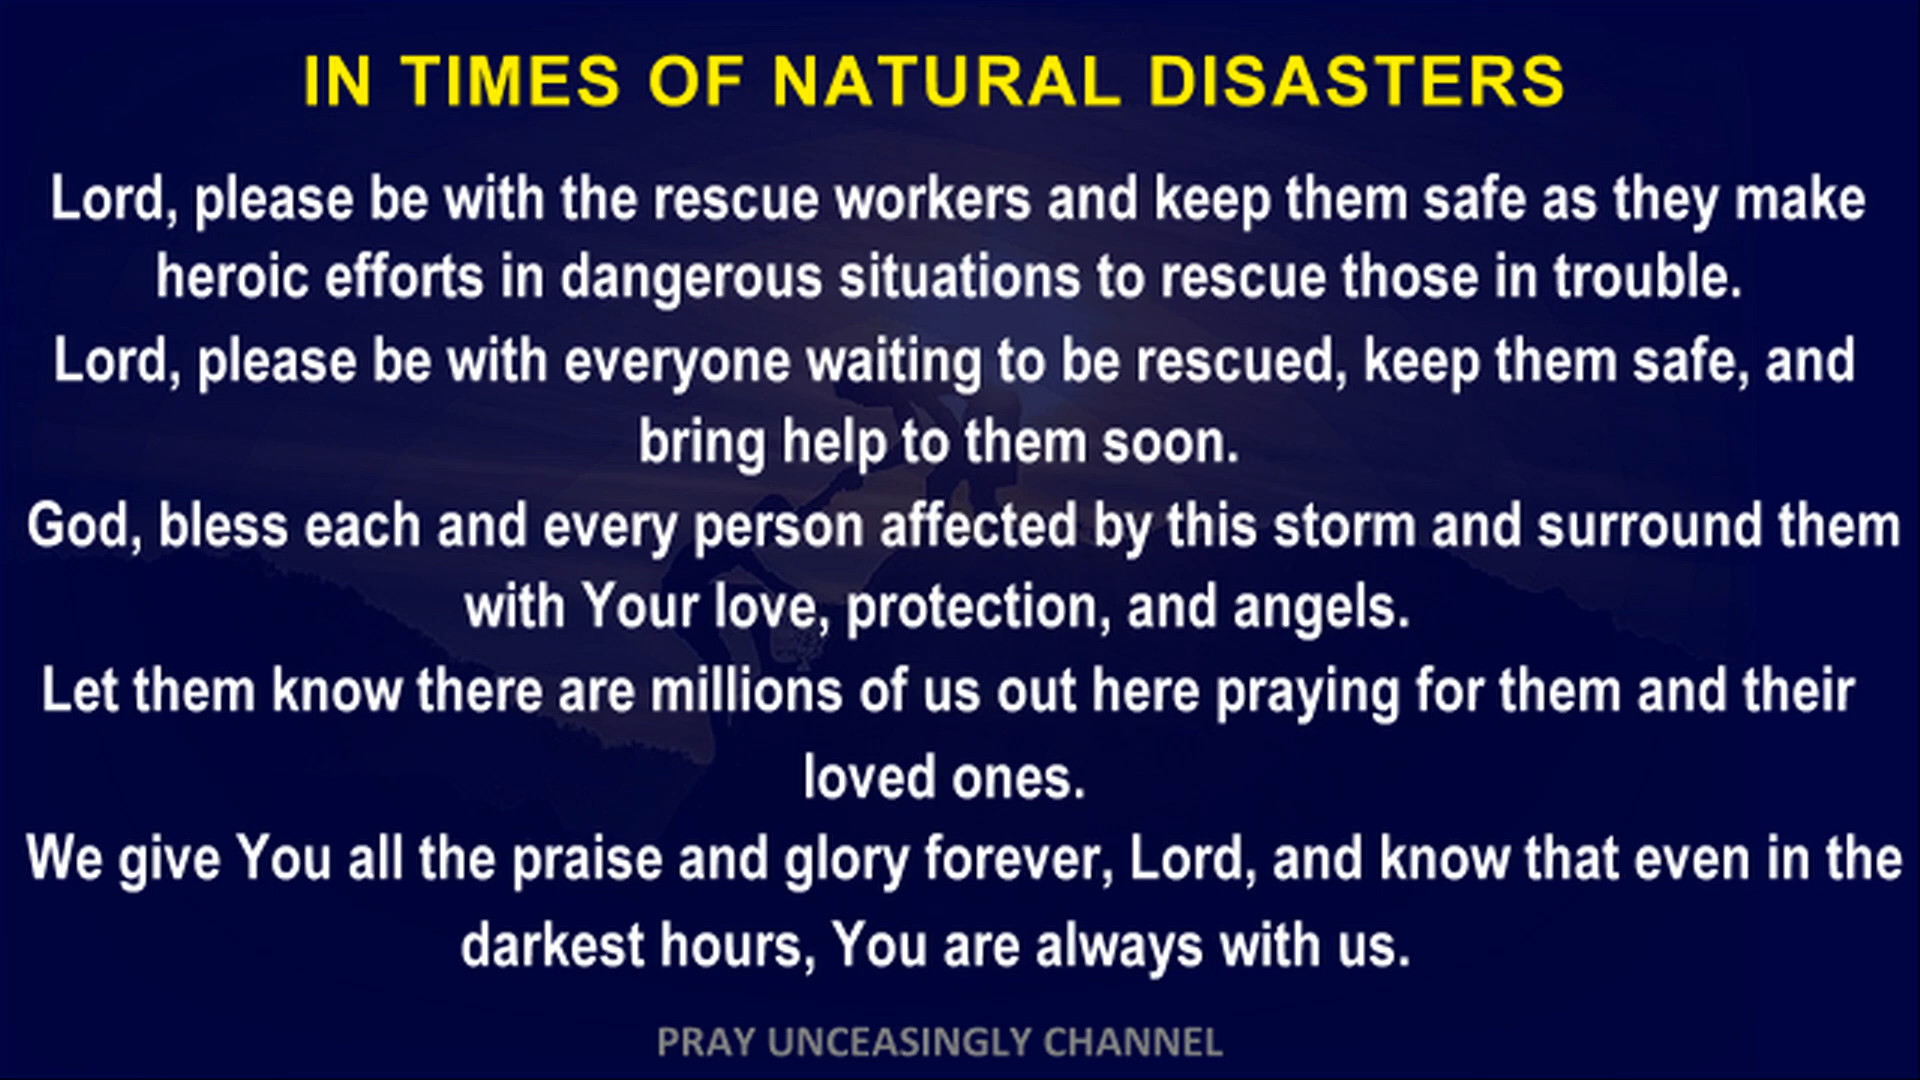 IN TIMES OF NATURAL DISASTERS
Lord, please be with the rescue workers and keep them safe as they make
heroic efforts in dangerous situations to rescue those in trouble.
Lord, please be with everyone waiting to be rescued, keep them safe, and
bring help to them soon.
God, bless each and every person affected by this storm and surround them
with Your love, protection, and angels.
Let them know there are millions of us out here praying for them and their
loved ones.
We give You all the praise and glory forever, Lord, and know that even in the
darkest hours, You are always with us.
PRAY UNCEASINGLY CHANNEL